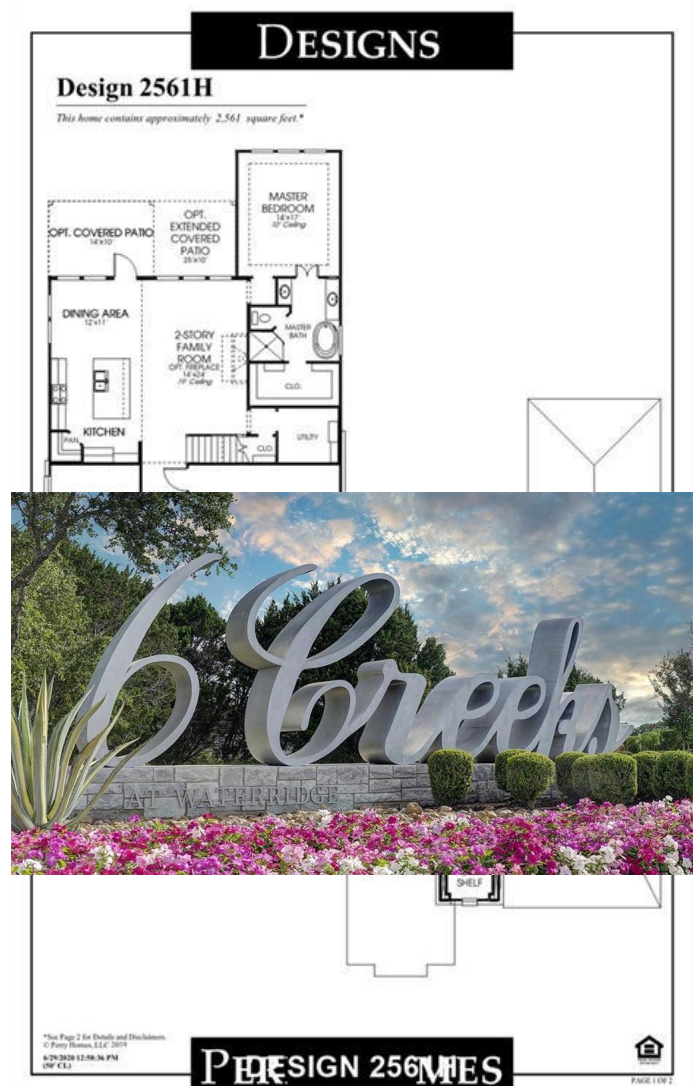 DESIGNS
Design 2561H
This home contains approximately 2,561 square feet.*
MASTER
BEDROOM
14'x17'
10' Ceiling
OPT. COVERED PATIO
14'x10'
OPT.
EXTENDED
COVERED
PATIO
25'x10'
DINING AREA
12'x11'
2-STORY
FAMILY
ROOM
OPT. FIREPLACE
14'x24'
19' Ceiling
MASTER
BATH
CLO.
KITCHEN
PAN.
CLO.
UTILITY
6 Creeks
AT WATERRIDGE
SHELF
*See Page 2 for Details and Disclaimers
© Perry Homes, LLC 2019
6/29/2020 12:58:36 PM
(50' CL)
DESIGN 2561H
PAGE 1 OF 2